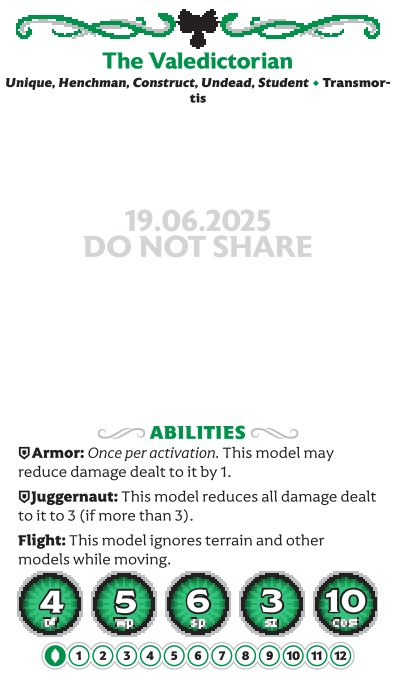 The Valedictorian
Unique, Henchman, Construct, Undead, Student ◆ Transmor-
tis
19.06.2025
DO NOT SHARE
ABILITIES
Armor: Once per activation. This model may
reduce damage dealt to it by 1.
Juggernaut: This model reduces all damage dealt
to it to 3 (if more than 3).
Flight: This model ignores terrain and other
models while moving.
4 5 6 3 10
Df Wp Sp Sz Cost
1 2 3 4 5 6 7 8 9 10 11 12